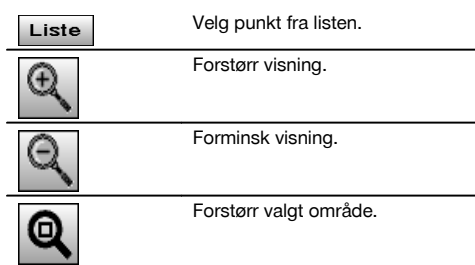 Liste Velg punkt fra listen.
Forstørr visning.
Forminsk visning.
Forstørr valgt område.